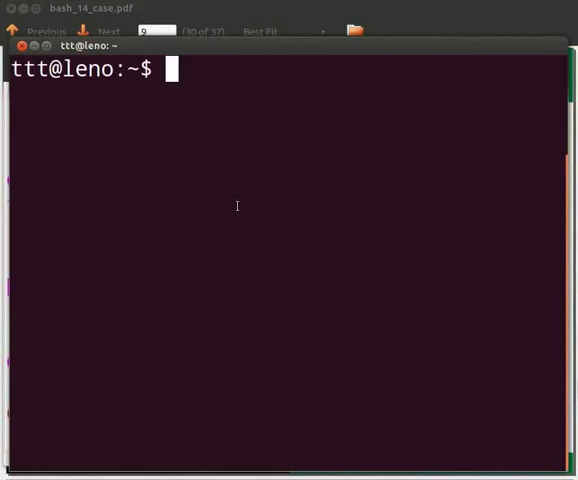 bash_14_case.pdf
Previous Next 9 (30 of 37) Best Fit
ttt@leno: ~
ttt@leno:~$